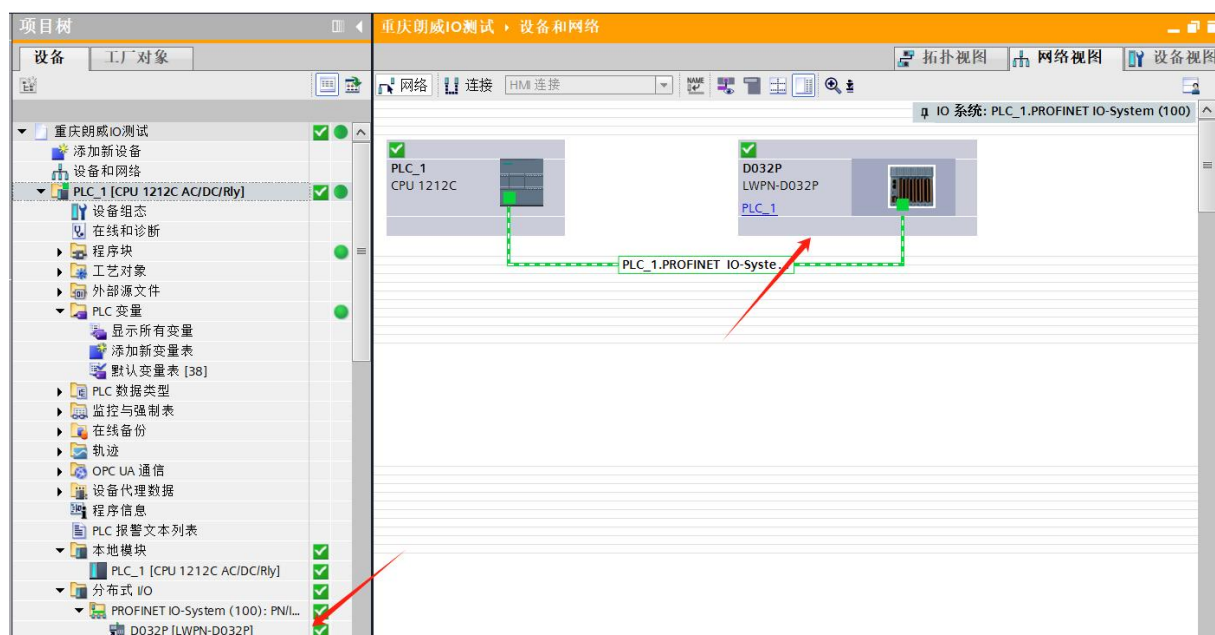 项目树
重庆朗威IO测试 ▸ 设备和网络
设备
工厂对象
拓扑视图
网络视图
设备视图
网络
连接
HMI 连接
IO 系统: PLC_1.PROFINET IO-System (100)
重庆朗威IO测试
添加新设备
设备和网络
PLC_1 [CPU 1212C AC/DC/Rly]
设备组态
在线和诊断
程序块
工艺对象
外部源文件
PLC 变量
显示所有变量
添加新变量表
默认变量表 [38]
PLC 数据类型
监控与强制表
在线备份
轨迹
OPC UA 通信
设备代理数据
程序信息
PLC 报警文本列表
本地模块
PLC_1 [CPU 1212C AC/DC/Rly]
分布式 I/O
PROFINET IO-System (100): PN/I...
D032P [LWPN-D032P]
PLC_1
CPU 1212C
D032P
LWPN-D032P
PLC_1
PLC_1.PROFINET IO-Syste...